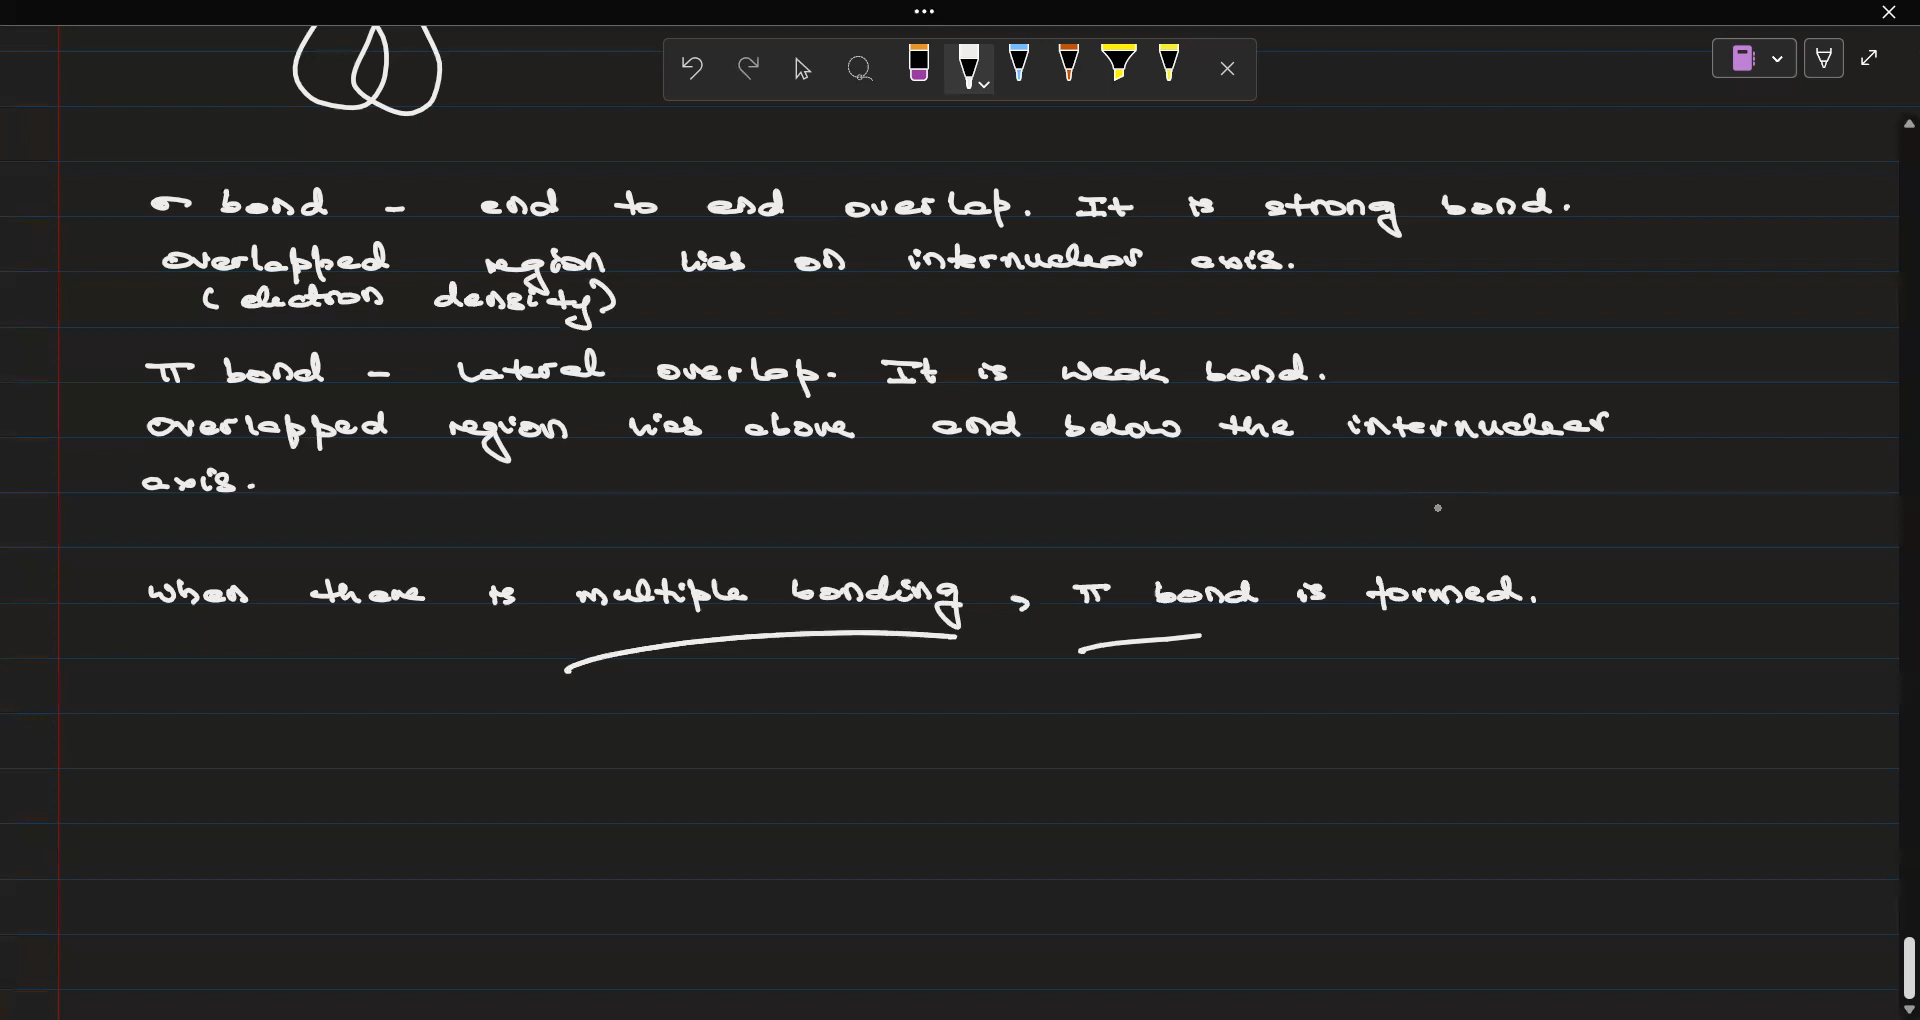 σ bond - end to end overlap. It is strong bond.
overlapped region lies on internuclear axis.
(electron density)
π bond - Lateral overlap. It is weak bond.
overlapped region lies above and below the internuclear
axis.
when there is multiple bonding, π bond is formed.